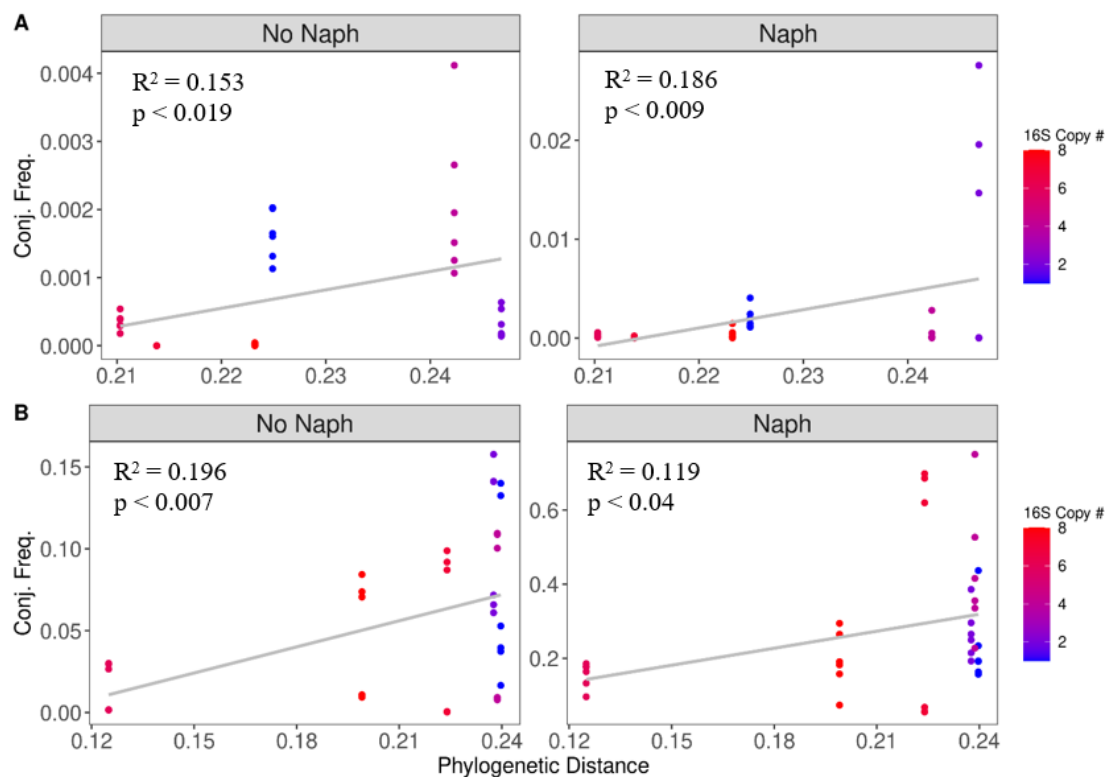 A
No Naph
Naph
R² = 0.153
p < 0.019
R² = 0.186
p < 0.009
0.004
0.003
0.002
0.001
0.000
0.02
0.01
0.00
Conj. Freq.
0.21 0.22 0.23 0.24
0.21 0.22 0.23 0.24
16S Copy #
8
6
4
2
B
No Naph
Naph
R² = 0.196
p < 0.007
R² = 0.119
p < 0.04
0.15
0.10
0.05
0.00
0.6
0.4
0.2
Conj. Freq.
0.12 0.15 0.18 0.21 0.24
0.12 0.15 0.18 0.21 0.24
Phylogenetic Distance
16S Copy #
8
6
4
2